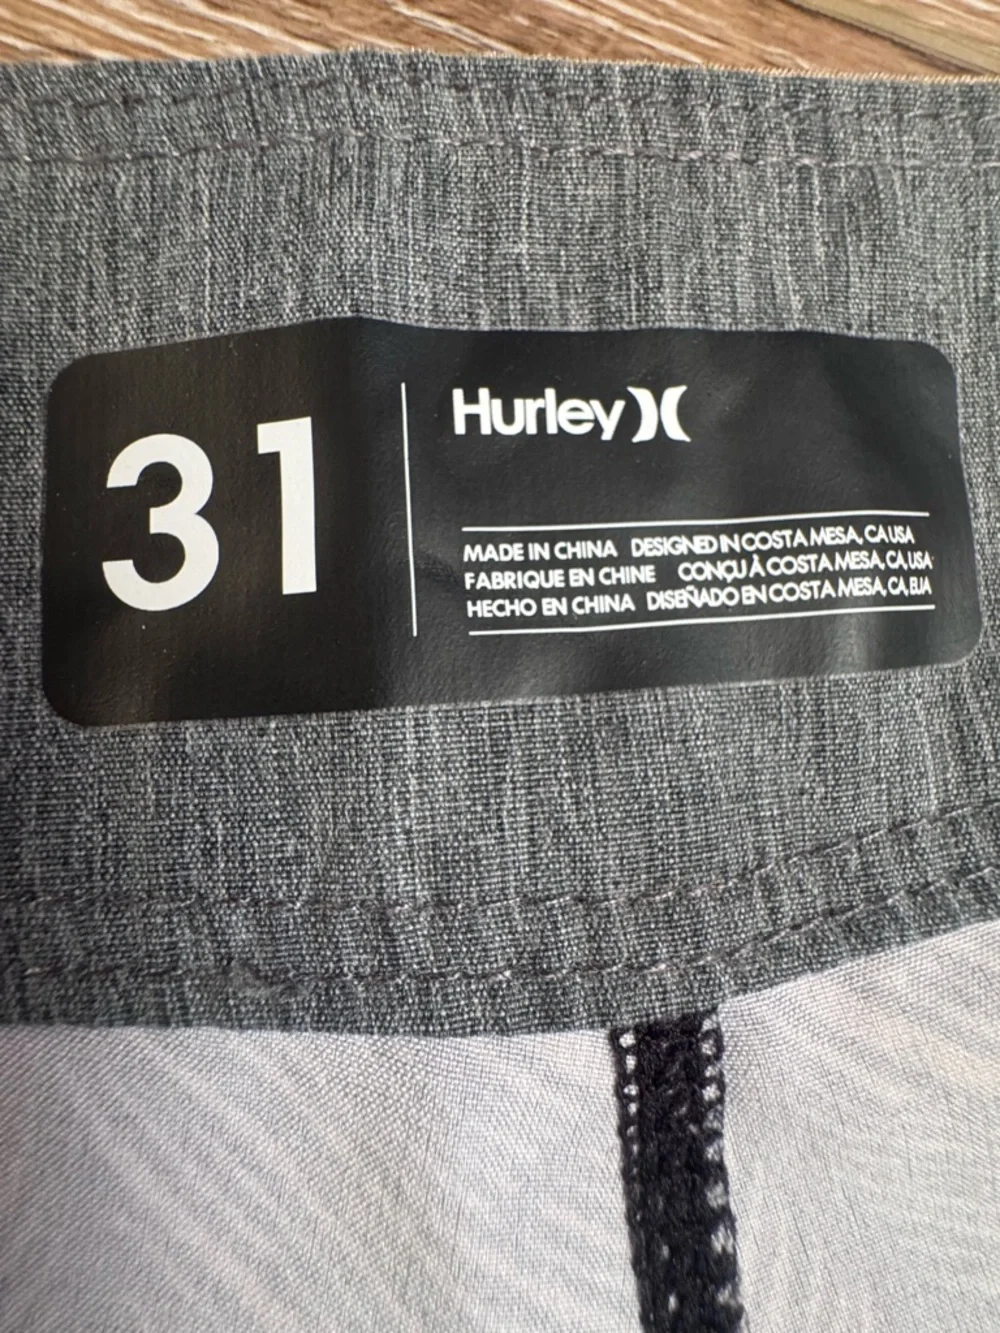 31
Hurley
MADE IN CHINA DESIGNED IN COSTA MESA, CA USA
FABRIQUE EN CHINE CONÇU À COSTA MESA, CA, USA
HECHO EN CHINA DISEÑADO EN COSTA MESA, CA, EUA